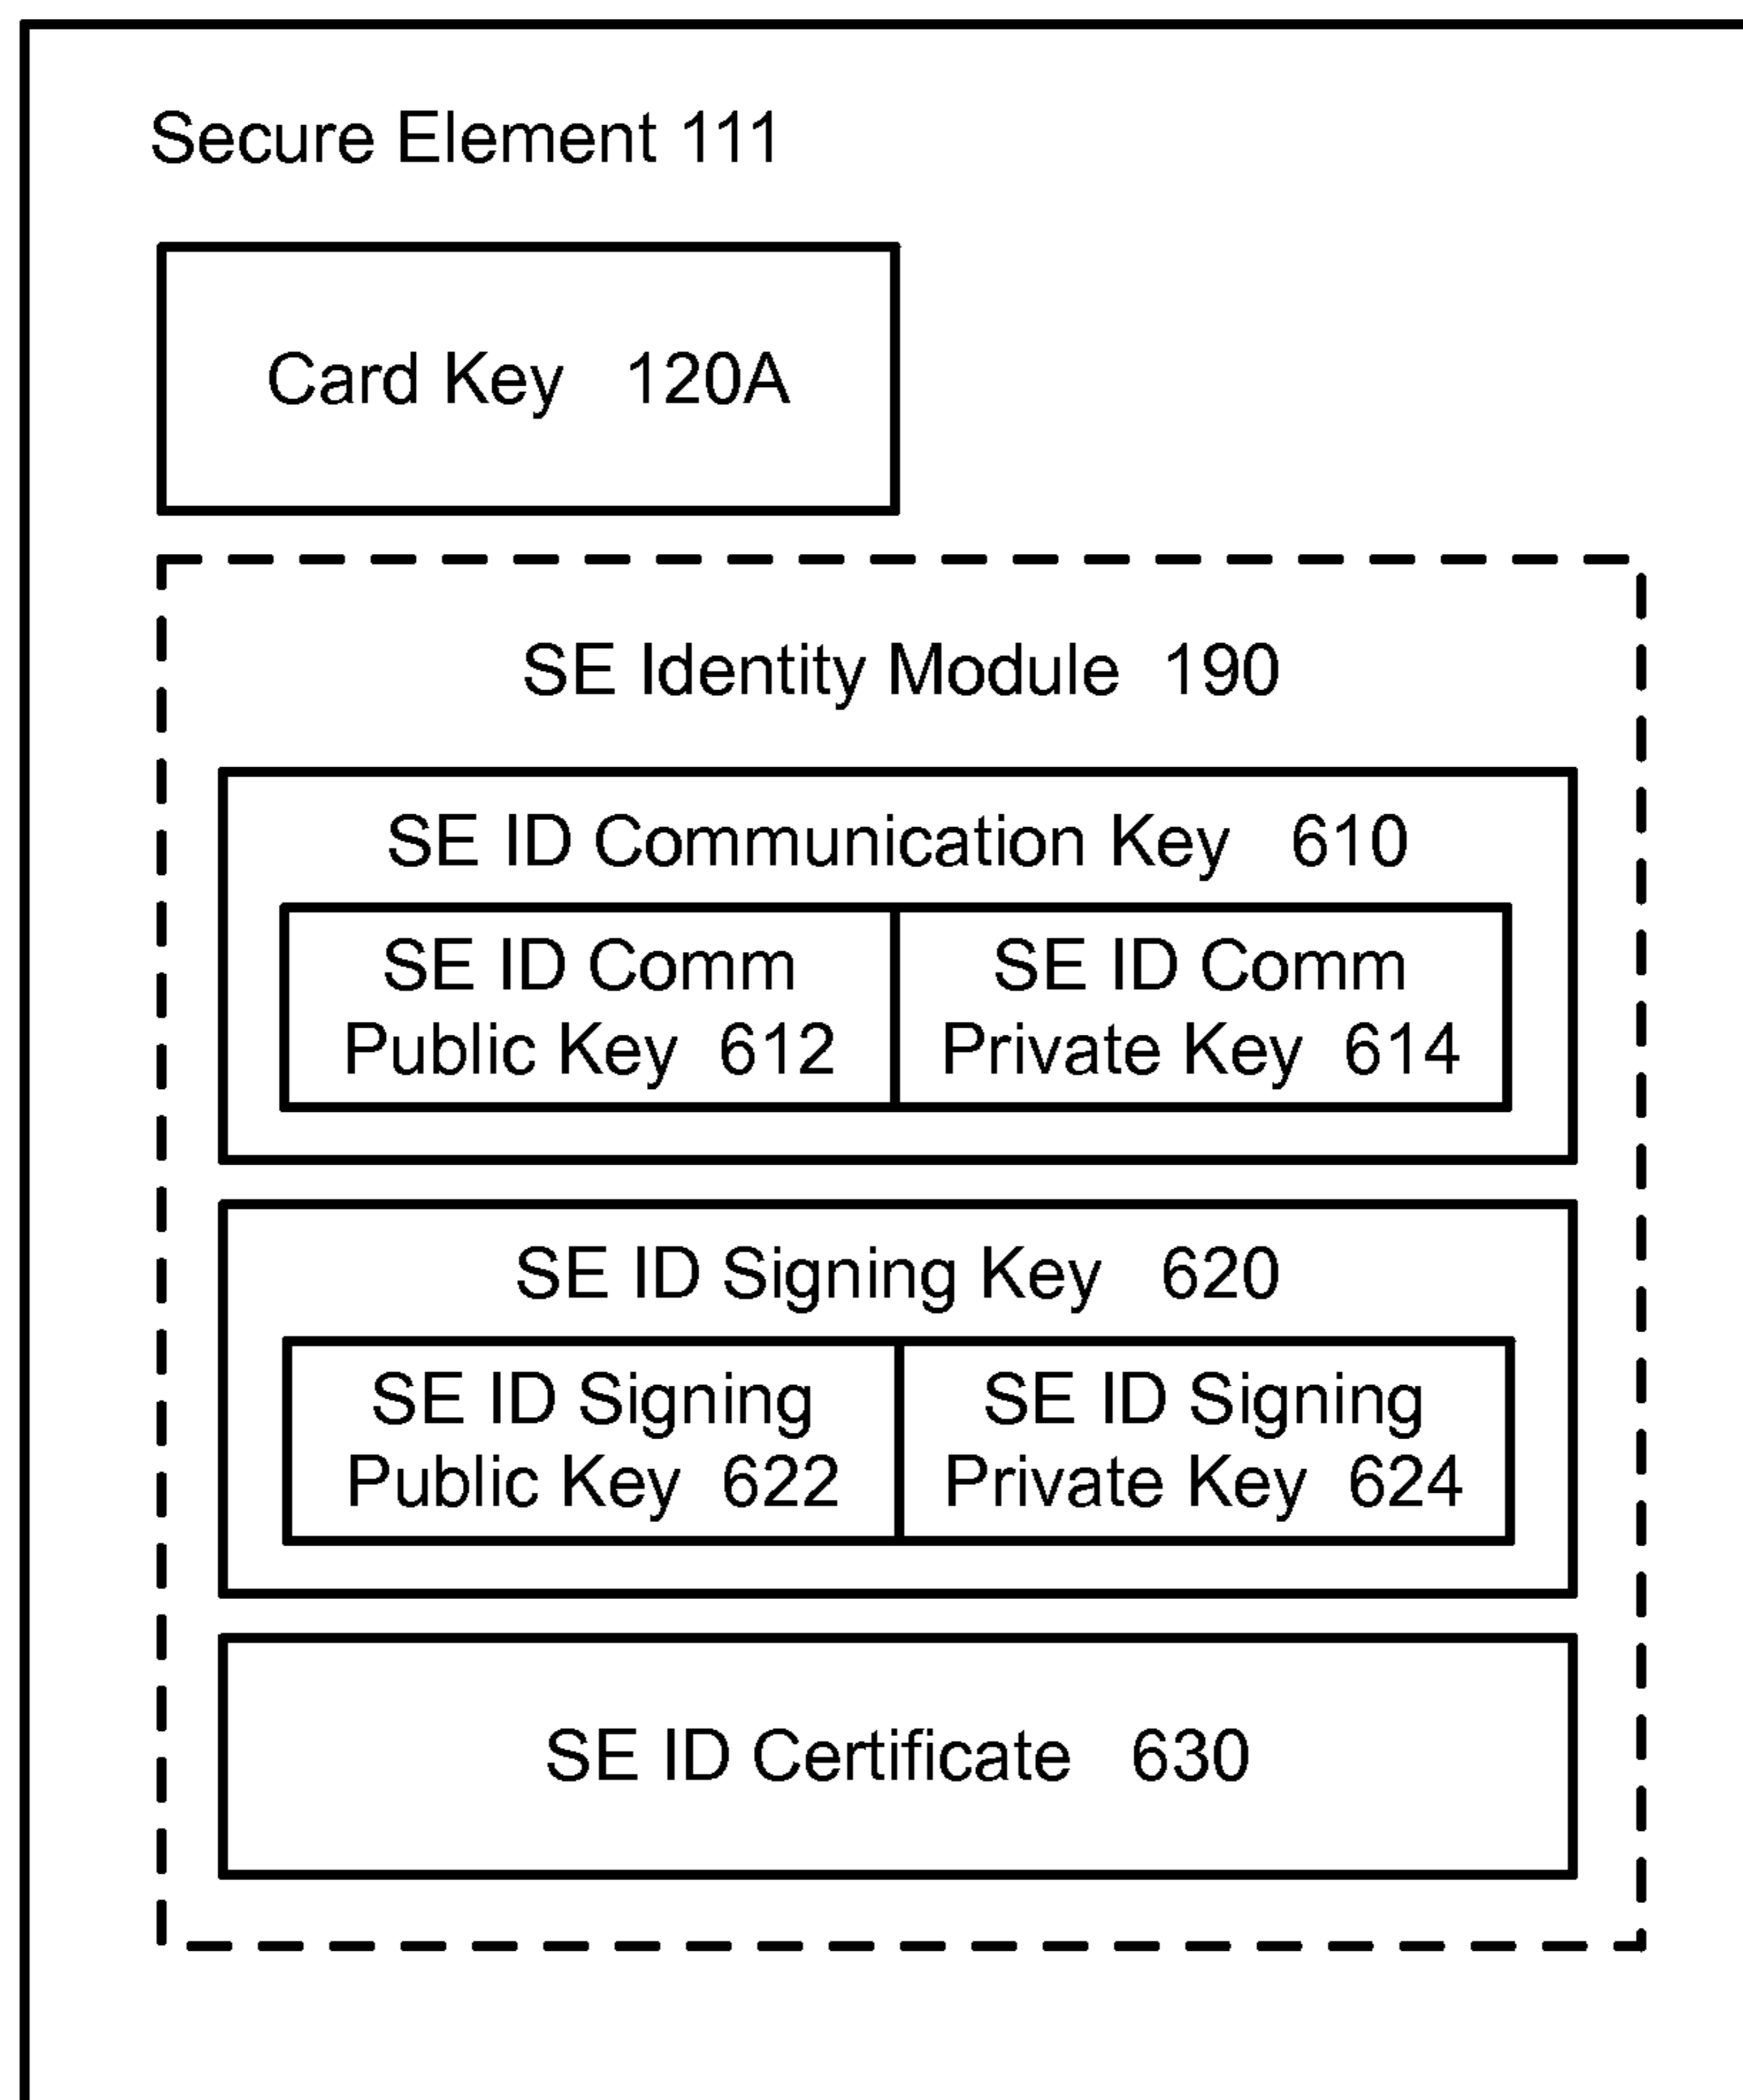 Secure Element 111
Card Key 120A
SE Identity Module 190
SE ID Communication Key 610
SE ID Comm
Public Key 612
SE ID Comm
Private Key 614
SE ID Signing Key 620
SE ID Signing
Public Key 622
SE ID Signing
Private Key 624
SE ID Certificate 630